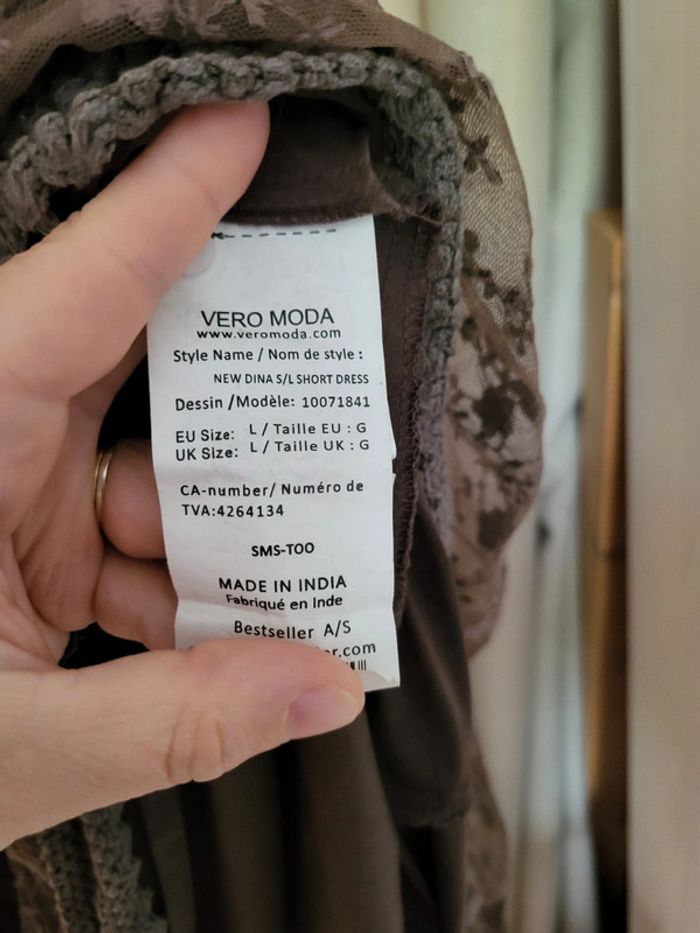 VERO MODA
www.veromoda.com
Style Name / Nom de style :
NEW DINA S/L SHORT DRESS
Dessin /Modèle: 10071841
EU Size: L / Taille EU : G
UK Size: L / Taille UK : G
CA-number/ Numéro de
TVA:4264134
SMS-TOO
MADE IN INDIA
Fabriqué en Inde
Bestseller A/S